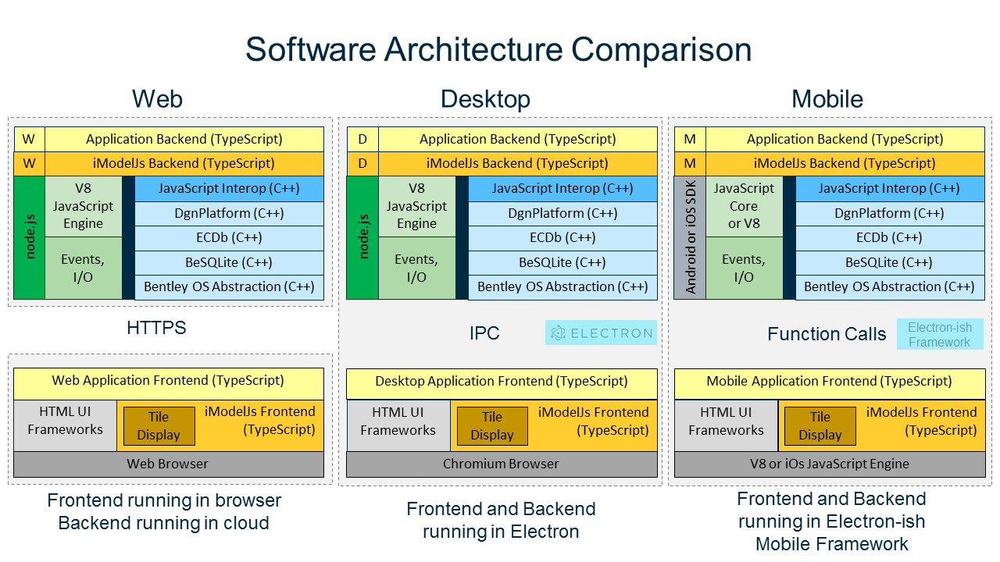 Software Architecture Comparison
Web
W
Application Backend (TypeScript)
W
iModelJs Backend (TypeScript)
node.js
V8
JavaScript
Engine
Events,
I/O
JavaScript Interop (C++)
DgnPlatform (C++)
ECDb (C++)
BeSQLite (C++)
Bentley OS Abstraction (C++)
HTTPS
Web Application Frontend (TypeScript)
HTML UI
Frameworks
Tile
Display
iModelJs Frontend
(TypeScript)
Web Browser
Frontend running in browser
Backend running in cloud
Desktop
D
Application Backend (TypeScript)
D
iModelJs Backend (TypeScript)
node.js
V8
JavaScript
Engine
Events,
I/O
JavaScript Interop (C++)
DgnPlatform (C++)
ECDb (C++)
BeSQLite (C++)
Bentley OS Abstraction (C++)
IPC
ELECTRON
Desktop Application Frontend (TypeScript)
HTML UI
Frameworks
Tile
Display
iModelJs Frontend
(TypeScript)
Chromium Browser
Frontend and Backend
running in Electron
Mobile
M
Application Backend (TypeScript)
M
iModelJs Backend (TypeScript)
Android or iOS SDK
JavaScript
Core
or V8
Events,
I/O
JavaScript Interop (C++)
DgnPlatform (C++)
ECDb (C++)
BeSQLite (C++)
Bentley OS Abstraction (C++)
Function Calls
Electron-ish
Framework
Mobile Application Frontend (TypeScript)
HTML UI
Frameworks
Tile
Display
iModelJs Frontend
(TypeScript)
V8 or iOs JavaScript Engine
Frontend and Backend
running in Electron-ish
Mobile Framework